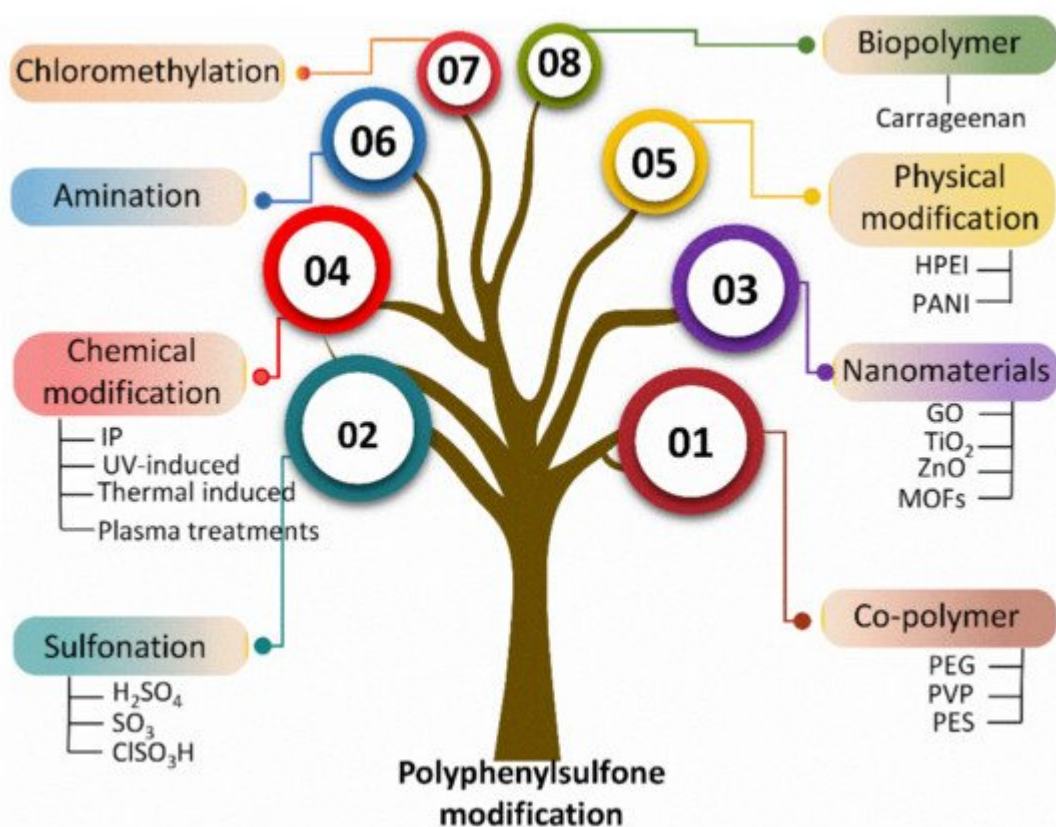 Chloromethylation
07
08
Biopolymer
Carrageenan
06
05
Amination
Physical
modification
HPEI
PANI
04
03
Chemical
modification
IP
UV-induced
Thermal induced
Plasma treatments
Nanomaterials
GO
TiO₂
ZnO
MOFs
02
01
Sulfonation
H₂SO₄
SO₃
ClSO₃H
Co-polymer
PEG
PVP
PES
Polyphenylsulfone
modification